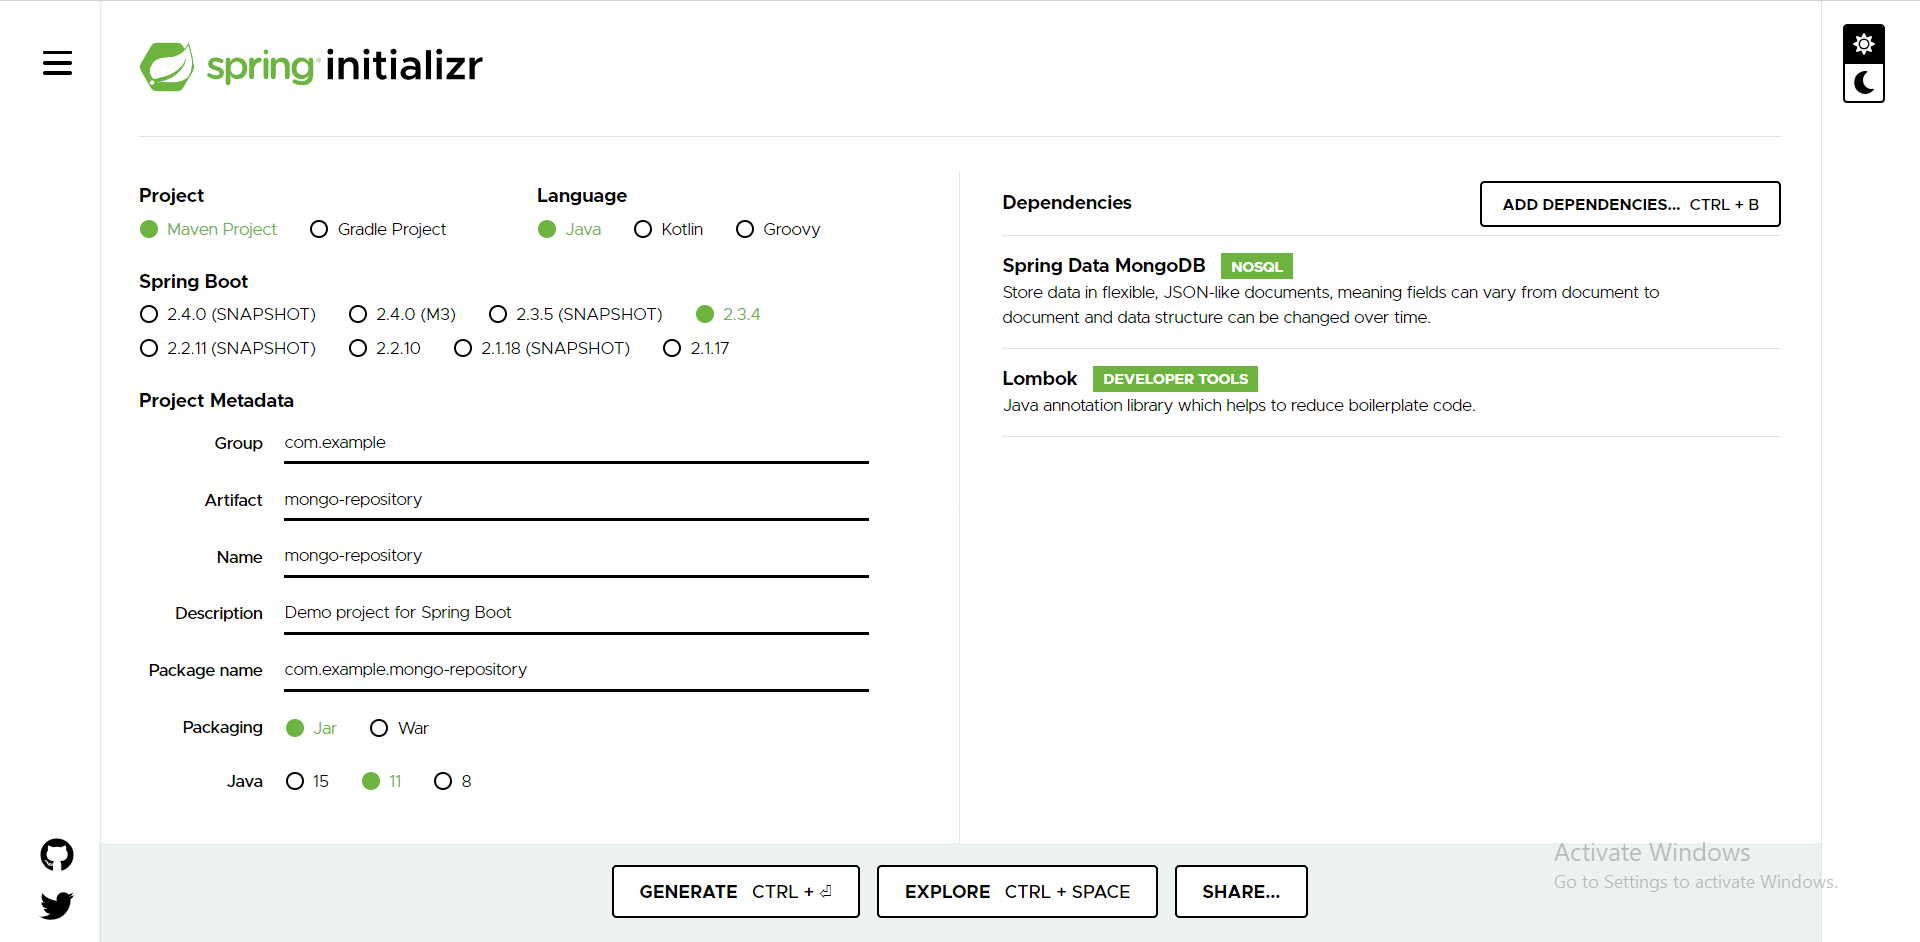 spring initializr
Project
Maven Project Gradle Project
Language
Java Kotlin Groovy
Spring Boot
2.4.0 (SNAPSHOT) 2.4.0 (M3) 2.3.5 (SNAPSHOT) 2.3.4
2.2.11 (SNAPSHOT) 2.2.10 2.1.18 (SNAPSHOT) 2.1.17
Project Metadata
Group com.example
Artifact mongo-repository
Name mongo-repository
Description Demo project for Spring Boot
Package name com.example.mongo-repository
Packaging Jar War
Java 15 11 8
Dependencies
ADD DEPENDENCIES... CTRL + B
Spring Data MongoDB NOSQL
Store data in flexible, JSON-like documents, meaning fields can vary from document to
document and data structure can be changed over time.
Lombok DEVELOPER TOOLS
Java annotation library which helps to reduce boilerplate code.
GENERATE CTRL + ⏎
EXPLORE CTRL + SPACE
SHARE...
Activate Windows
Go to Settings to activate Windows.